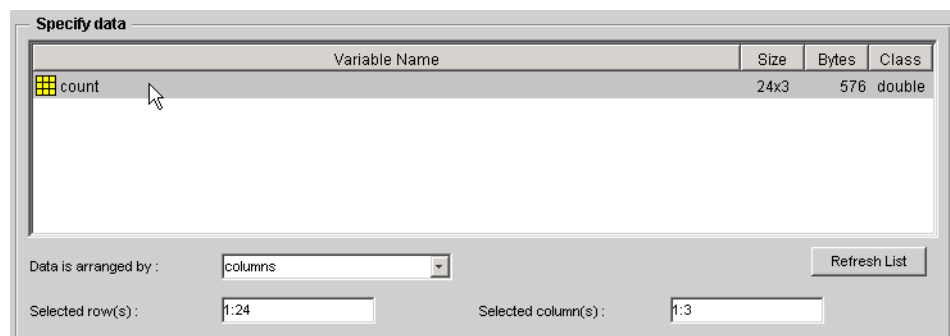 Specify data
Variable Name Size Bytes Class
count 24x3 576 double
Data is arranged by : columns Refresh List
Selected row(s) : 1:24 Selected column(s) : 1:3